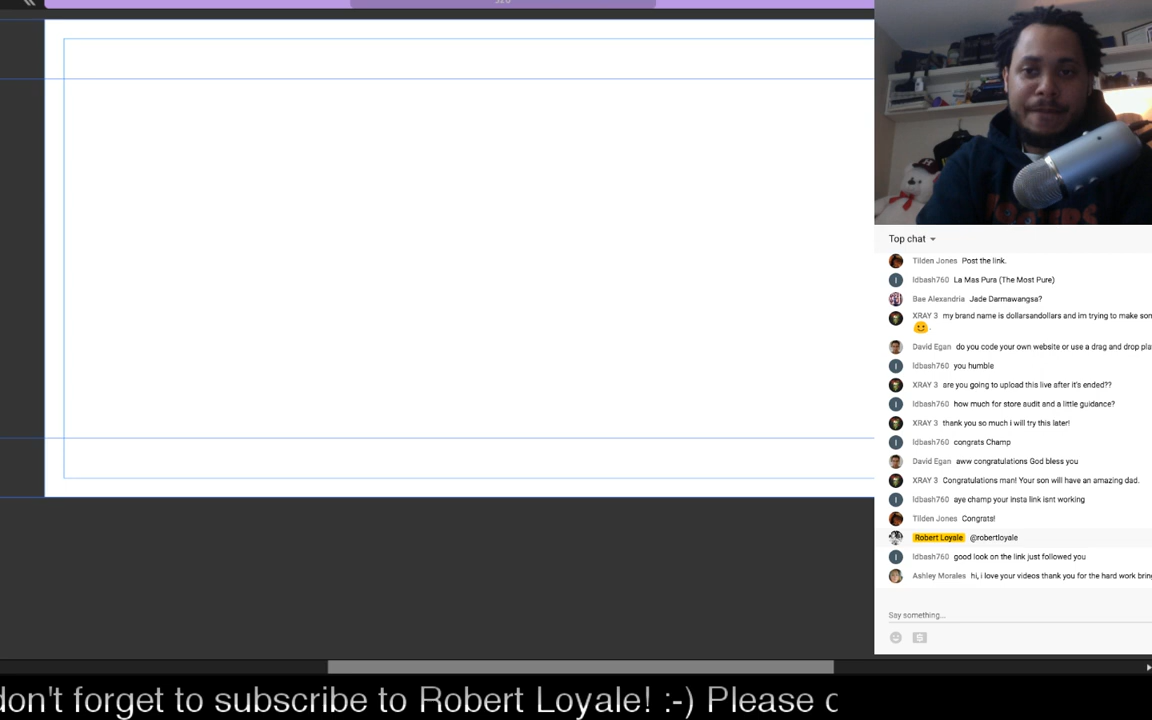 Top chat
Tilden Jones Post the link.
ldbash760 La Mas Pura (The Most Pure)
Bae Alexandria Jade Darmawangsa?
XRAY 3 my brand name is dollarsandollars and im trying to make
David Egan do you code your own website or use a drag and drop
ldbash760 you humble
XRAY 3 are you going to upload this live after it's ended??
ldbash760 how much for store audit and a little guidance?
XRAY 3 thank you so much i will try this later!
ldbash760 congrats Champ
David Egan aww congratulations God bless you
XRAY 3 Congratulations man! Your son will have an amazing dad.
ldbash760 aye champ your insta link isnt working
Tilden Jones Congrats!
Robert Loyale @robertloyale
ldbash760 good look on the link just followed you
Ashley Morales hi, i love your videos thank you for the hard work
Say something...
don't forget to subscribe to Robert Loyale! :-) Please